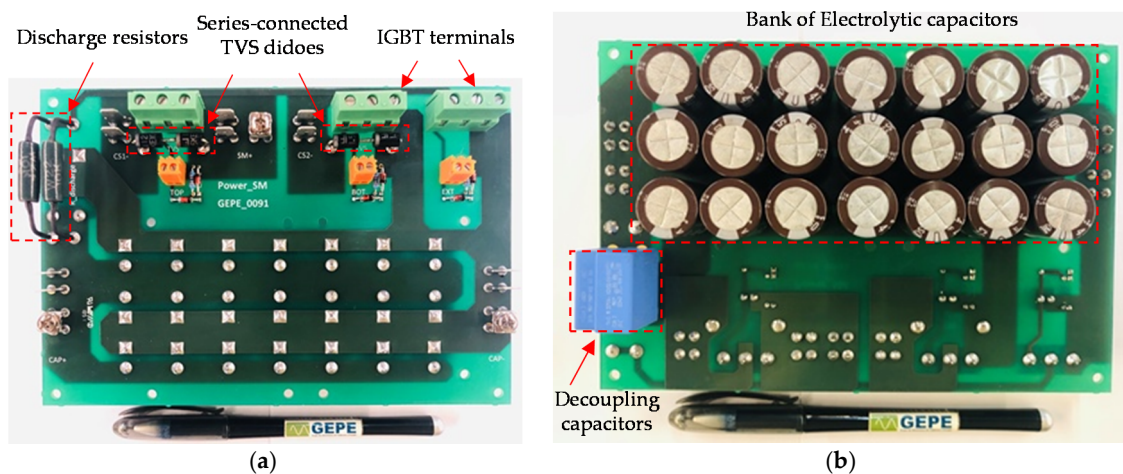 Discharge resistors
Series-connected
TVS didoes
IGBT terminals
CS1-
SM+
CS2-
TOP
BOT
EXT
Power_SM
GEPE_0091
discharge
CAP+
CAP-
GEPE
(a)
Bank of Electrolytic capacitors
Decoupling
capacitors
GEPE
(b)